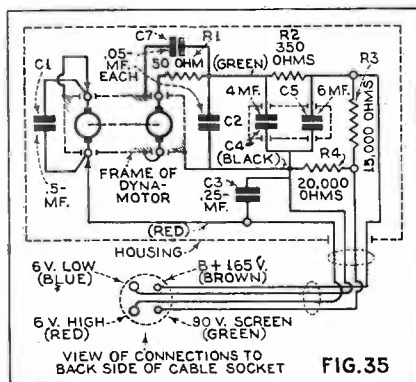 C7
R1
.05
MF.
EACH
50 OHM
(GREEN)
R2
350
OHMS
R3
15,000 OHMS
C1
.5-
MF.
4 MF.
C5
6 MF.
C2
C4
(BLACK)
R4
20,000
OHMS
FRAME OF
DYNA-
MOTOR
C3
.25-
MF.
(RED)
HOUSING
6 V. LOW
(BLUE)
B+ 165 V
(BROWN)
6 V. HIGH
(RED)
90 V. SCREEN
(GREEN)
VIEW OF CONNECTIONS TO
BACK SIDE OF CABLE SOCKET
FIG.35